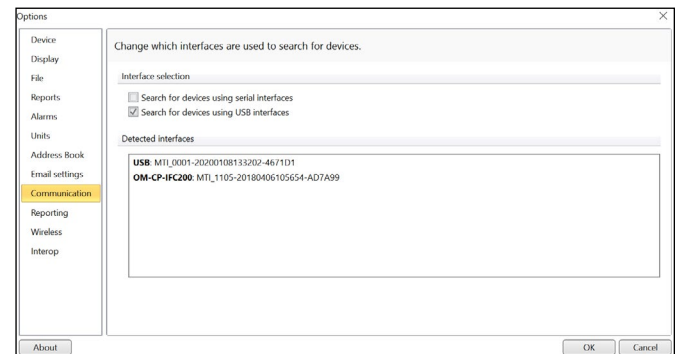 Options
Device
Display
File
Reports
Alarms
Units
Address Book
Email settings
Communication
Reporting
Wireless
Interop
Change which interfaces are used to search for devices.
Interface selection
Search for devices using serial interfaces
Search for devices using USB interfaces
Detected interfaces
USB: MTI_0001-20200108133202-4671D1
OM-CP-IFC200: MTI_1105-20180406105654-AD7A99
About
OK
Cancel